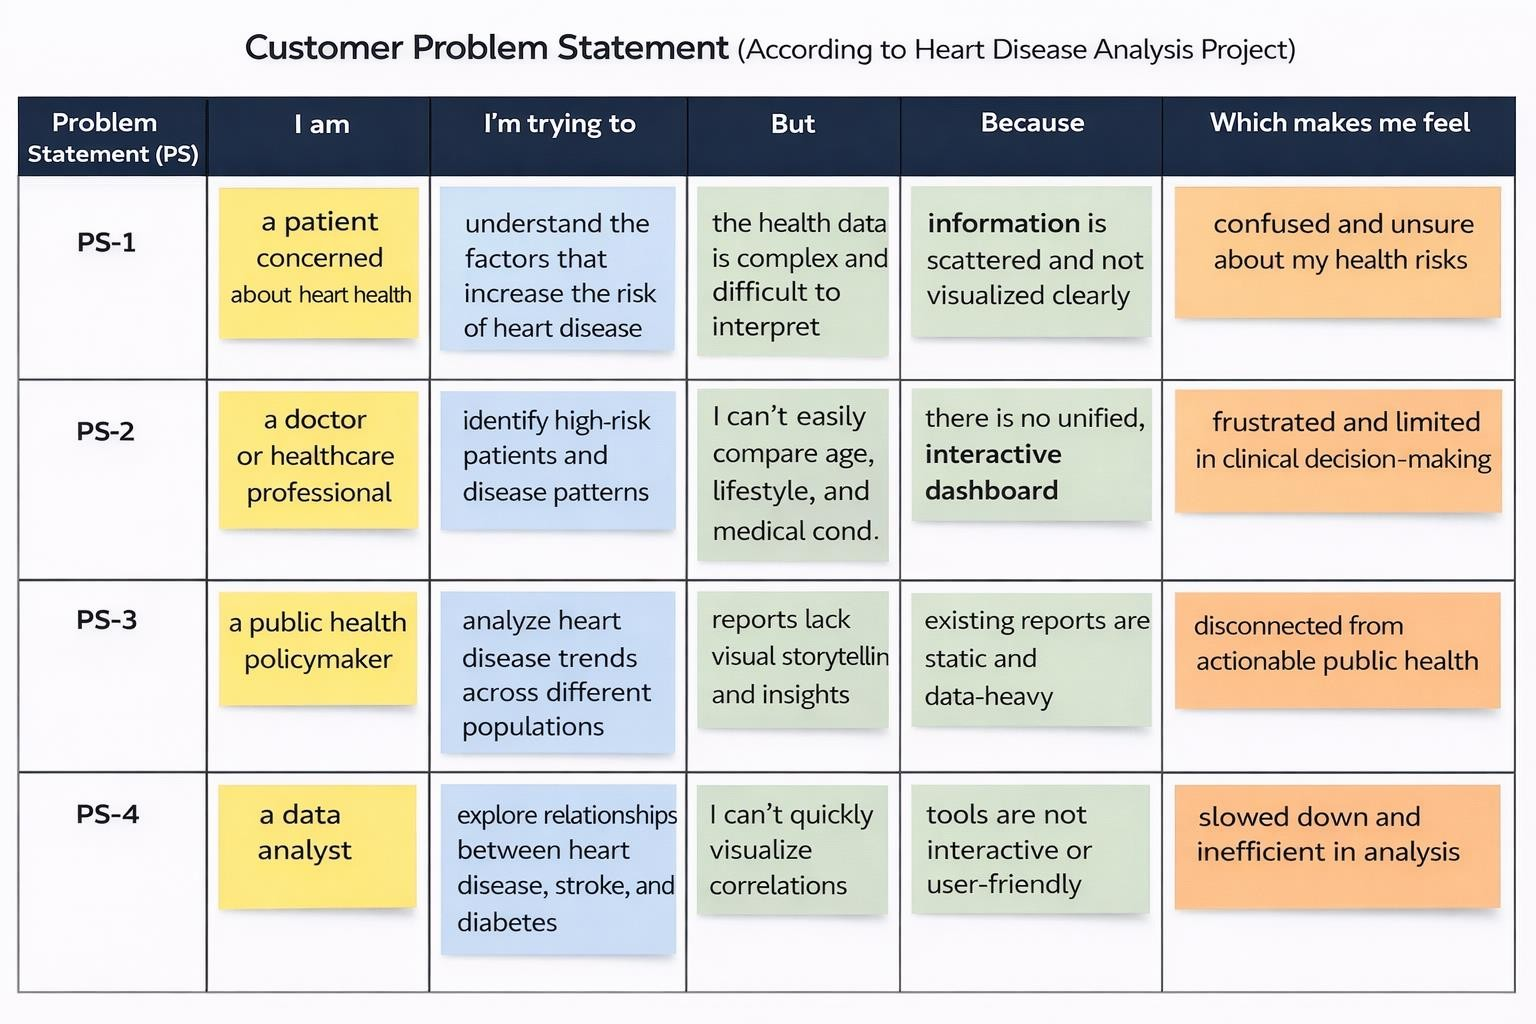 Customer Problem Statement (According to Heart Disease Analysis Project)
Problem
Statement (PS)
I am
I'm trying to
But
Because
Which makes me feel
PS-1
a patient
concerned
about heart health
understand the
factors that
increase the risk
of heart disease
the health data
is complex and
difficult to
interpret
information is
scattered and not
visualized clearly
confused and unsure
about my health risks
PS-2
a doctor
or healthcare
professional
identify high-risk
patients and
disease patterns
I can't easily
compare age,
lifestyle, and
medical cond.
there is no unified,
interactive
dashboard
frustrated and limited
in clinical decision-making
PS-3
a public health
policymaker
analyze heart
disease trends
across different
populations
reports lack
visual storytellin
and insights
existing reports are
static and
data-heavy
disconnected from
actionable public health
PS-4
a data
analyst
explore relationships
between heart
disease, stroke, and
diabetes
I can't quickly
visualize
correlations
tools are not
interactive or
user-friendly
slowed down and
inefficient in analysis